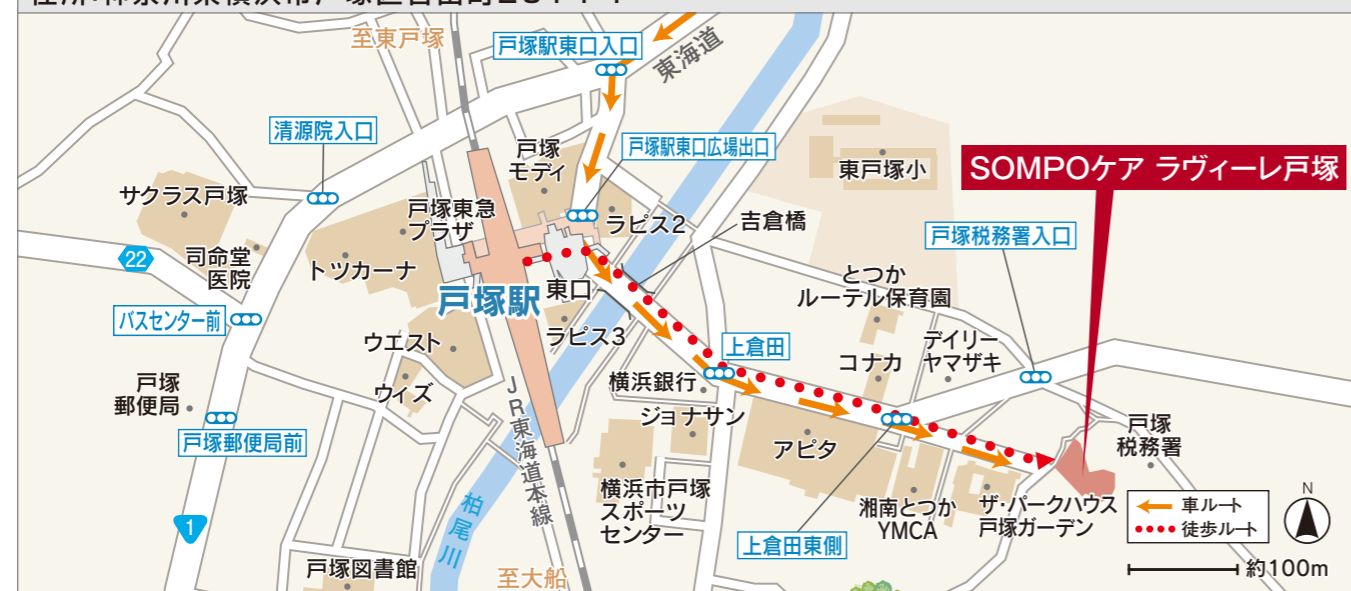 至東戸塚
戸塚駅東口入口
東海道
清源院入口
戸塚
モディ
戸塚駅東口広場出口
東戸塚小
SOMPOケア ラヴィーレ戸塚
サクラス戸塚
戸塚東急
プラザ
ラピス2
吉倉橋
戸塚税務署入口
22
司命堂
医院
トツカーナ
とつか
ルーテル保育園
戸塚駅
東口
バスセンター前
ウエスト
ラピス3
上倉田
デイリー
ヤマザキ
コナカ
戸塚
郵便局
ウィズ
横浜銀行
ジョナサン
JR東海道本線
アピタ
戸塚
税務署
戸塚郵便局前
横浜市戸塚
スポーツ
センター
湘南とつか
YMCA
ザ・パークハウス
戸塚ガーデン
車ルート
徒歩ルート
N
1
柏尾川
上倉田東側
戸塚図書館
至大船
約100m